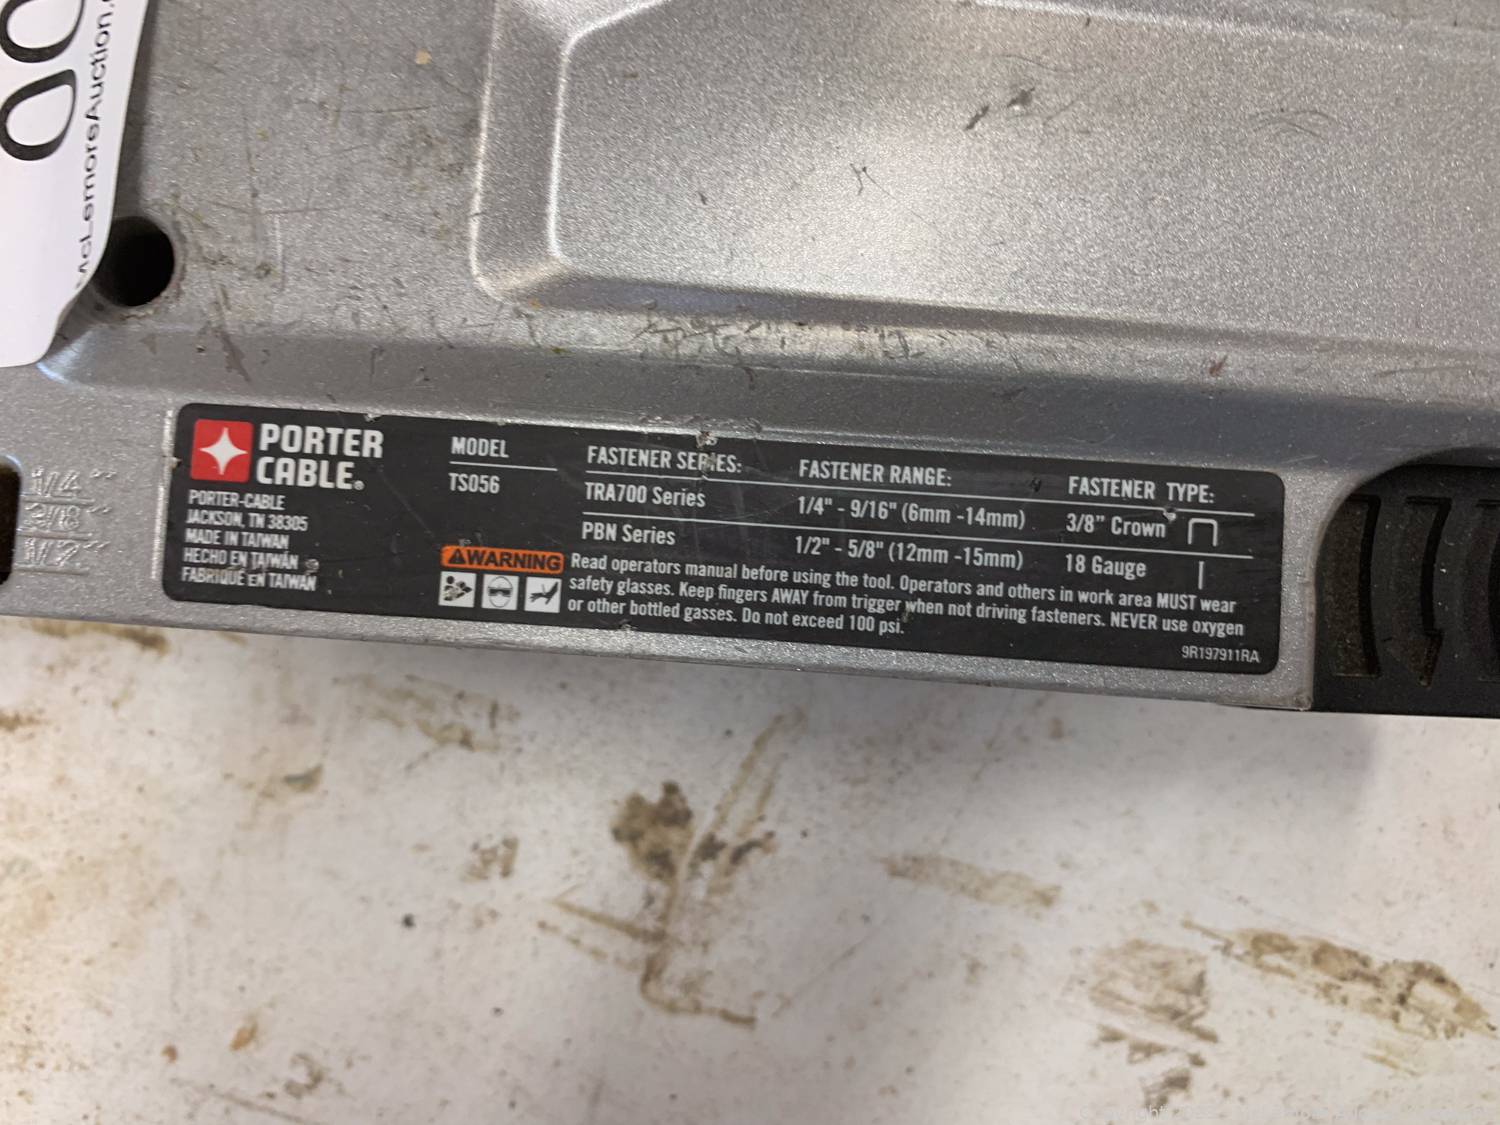 00
McLemoreAuction.
PORTER
CABLE®
PORTER-CABLE
JACKSON, TN 38305
MADE IN TAIWAN
HECHO EN TAIWÁN
FABRIQUÉ EN TAIWAN
MODEL
TS056
FASTENER SERIES:
TRA700 Series
PBN Series
FASTENER RANGE:
1/4" - 9/16" (6mm -14mm)
1/2" - 5/8" (12mm -15mm)
FASTENER TYPE:
3/8" Crown
18 Gauge
WARNING
Read operators manual before using the tool. Operators and others in work area MUST wear
safety glasses. Keep fingers AWAY from trigger when not driving fasteners. NEVER use oxygen
or other bottled gasses. Do not exceed 100 psi.
9R197911RA
1/4"
3/8"
1/2"